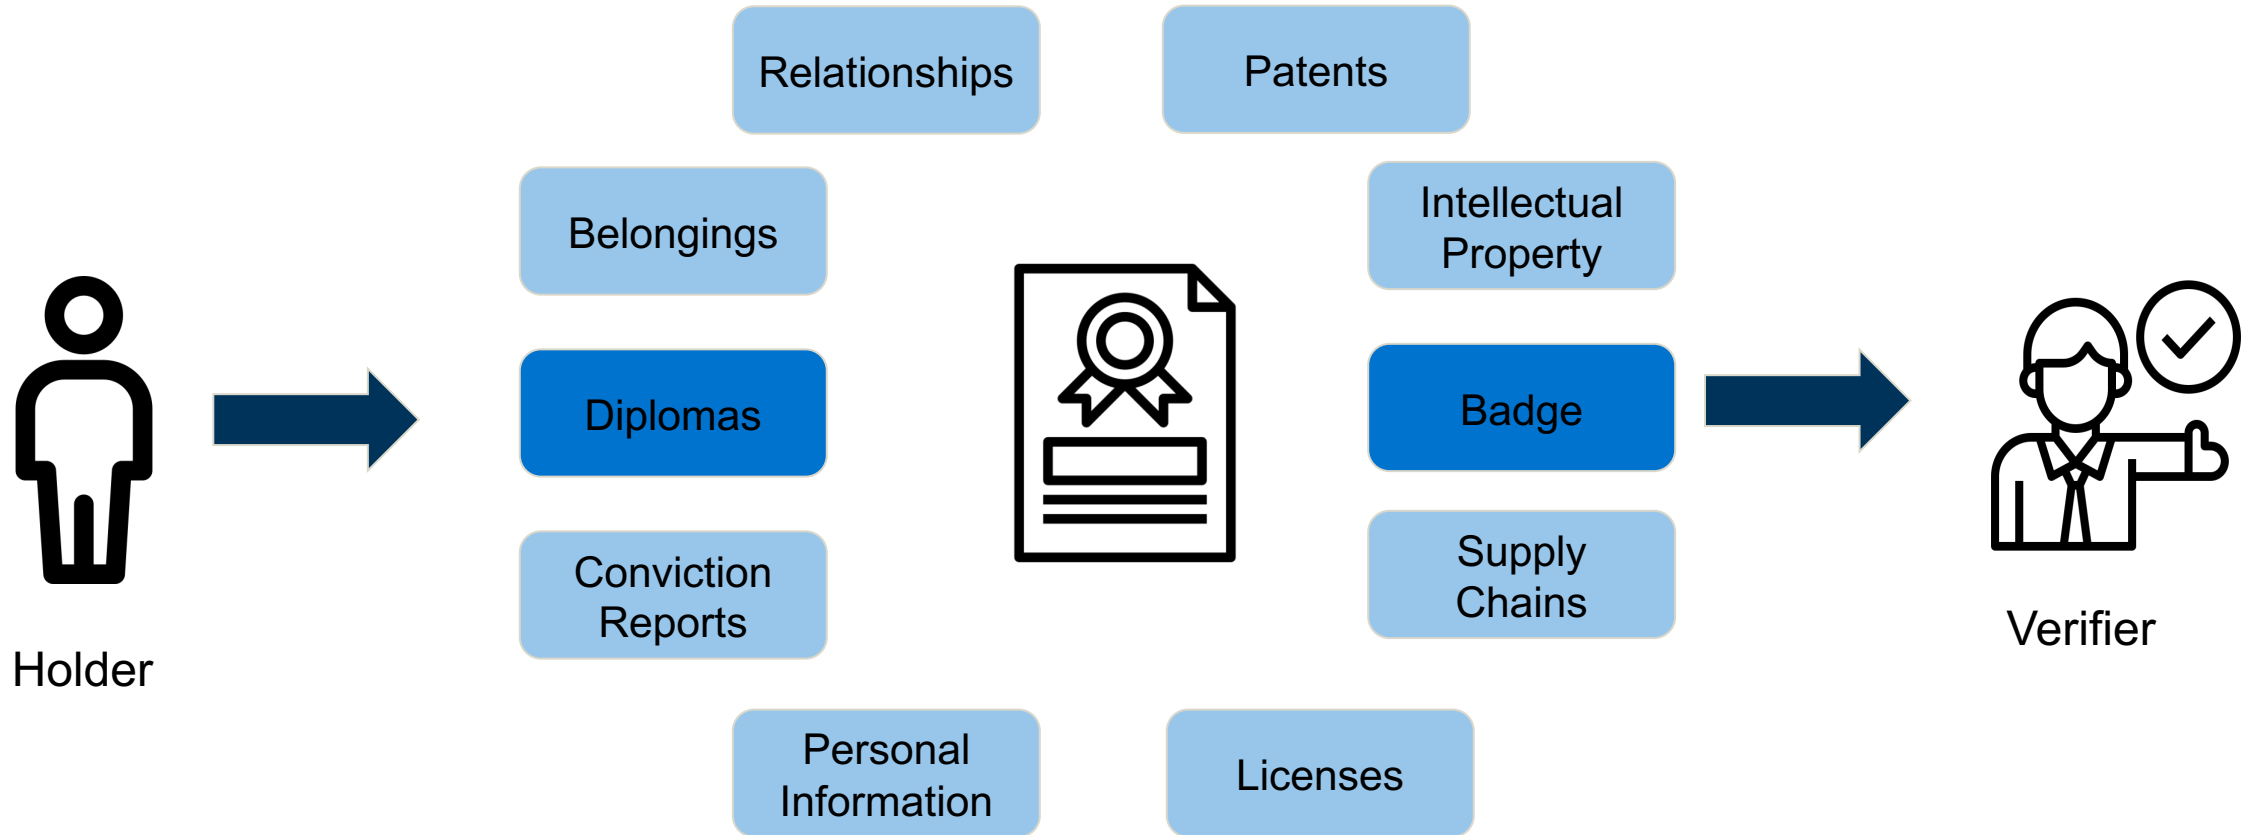 Relationships
Patents
Belongings
Intellectual
Property
Diplomas
Badge
Conviction
Reports
Supply
Chains
Holder
Verifier
Personal
Information
Licenses